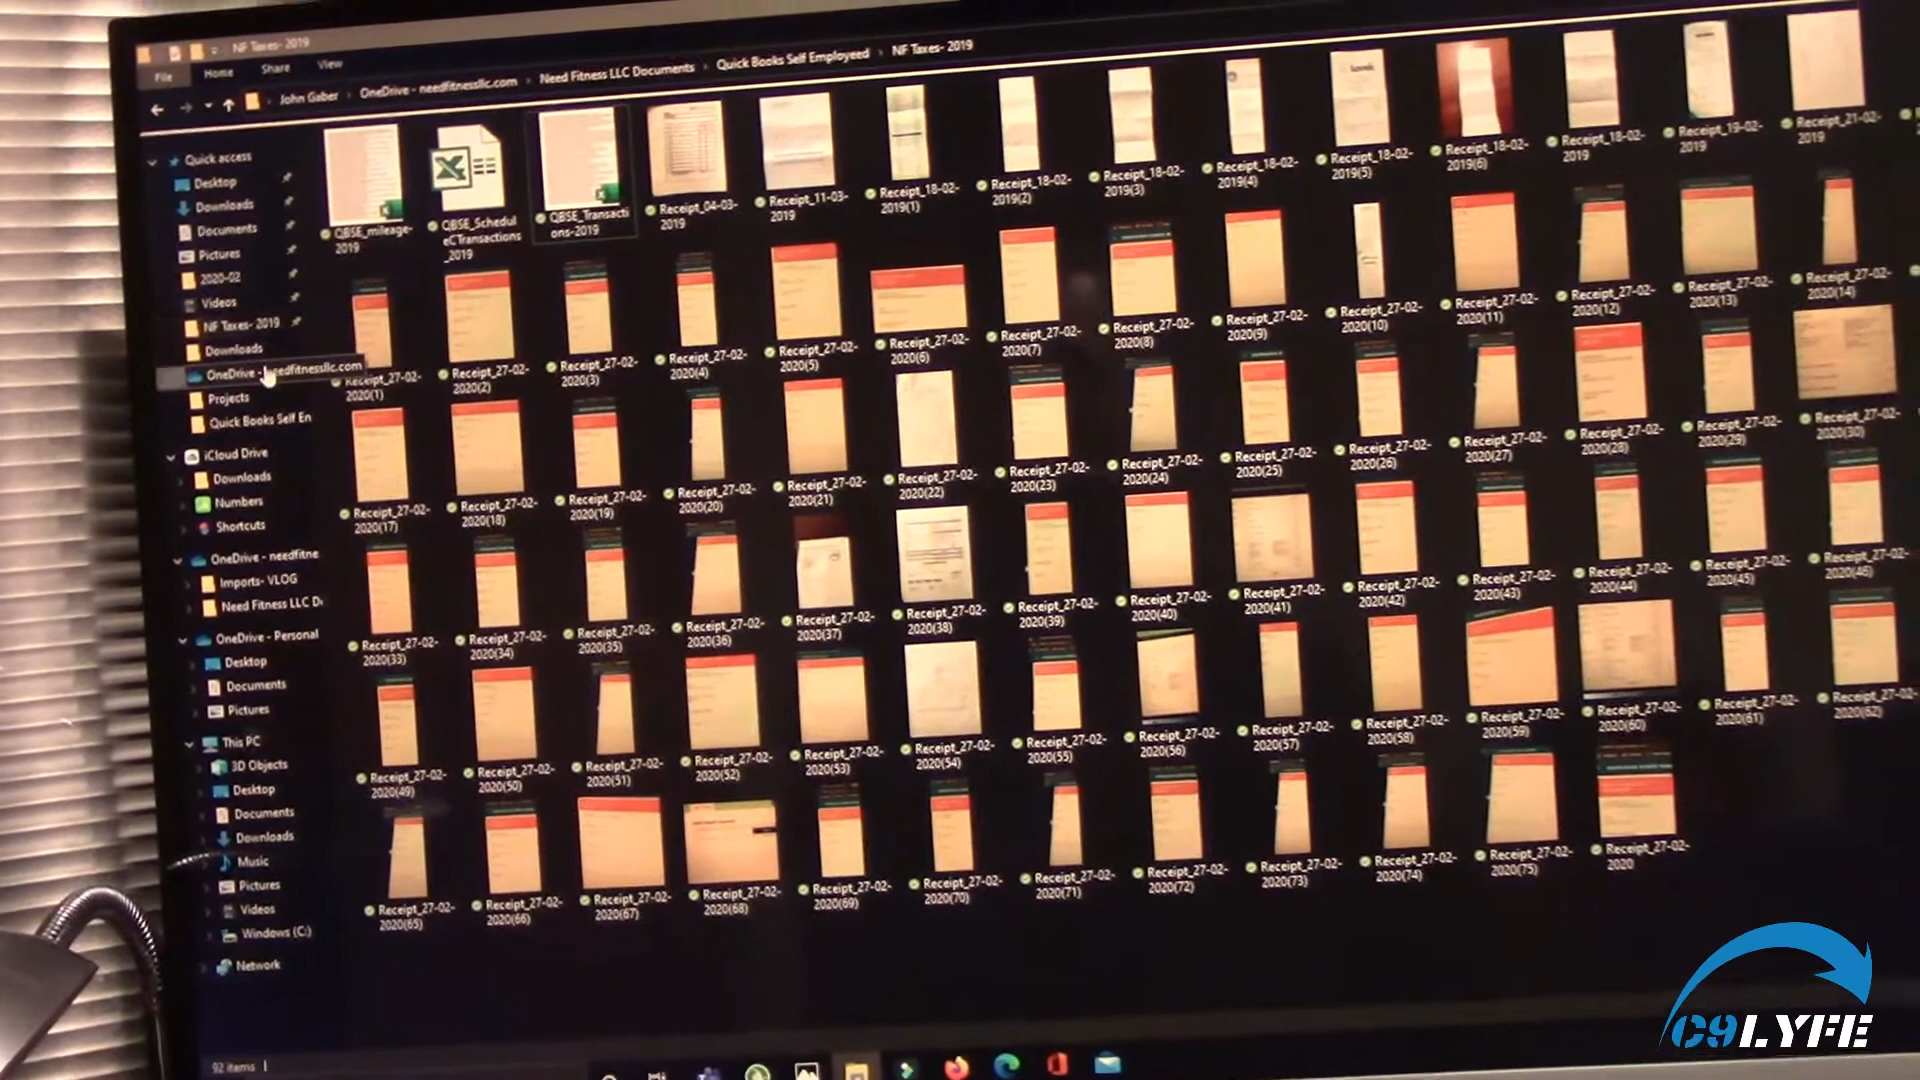 NF Taxes- 2019
File Home Share View
John Gaber › OneDrive - needfitnessllc.com › Need Fitness LLC Documents › Quick Books Self Employeed › NF Taxes- 2019
Quick access
Desktop
Downloads
Documents
Pictures
2020-02
Videos
NF Taxes- 2019
Downloads
OneDrive - needfitnessllc.com
Projects
Quick Books Self En
iCloud Drive
Downloads
Numbers
Shortcuts
OneDrive - needfitne
Imports- VLOG
Need Fitness LLC D
OneDrive - Personal
Desktop
Documents
Pictures
This PC
3D Objects
Desktop
Documents
Downloads
Music
Pictures
Videos
Windows (C:)
Network
QBSE_mileage-2019
QBSE_ScheduleCTransactions_2019
QBSE_Transactions-2019
Receipt_04-03-2019
Receipt_11-03-2019
Receipt_18-02-2019(1)
Receipt_18-02-2019(2)
Receipt_18-02-2019(3)
Receipt_18-02-2019(4)
Receipt_18-02-2019(5)
Receipt_18-02-2019(6)
Receipt_18-02-2019
Receipt_19-02-2019
Receipt_21-02-2019
Receipt_27-02-2020(1)
Receipt_27-02-2020(2)
Receipt_27-02-2020(3)
Receipt_27-02-2020(4)
Receipt_27-02-2020(5)
Receipt_27-02-2020(6)
Receipt_27-02-2020(7)
Receipt_27-02-2020(8)
Receipt_27-02-2020(9)
Receipt_27-02-2020(10)
Receipt_27-02-2020(11)
Receipt_27-02-2020(12)
Receipt_27-02-2020(13)
Receipt_27-02-2020(14)
Receipt_27-02-2020(17)
Receipt_27-02-2020(18)
Receipt_27-02-2020(19)
Receipt_27-02-2020(20)
Receipt_27-02-2020(21)
Receipt_27-02-2020(22)
Receipt_27-02-2020(23)
Receipt_27-02-2020(24)
Receipt_27-02-2020(25)
Receipt_27-02-2020(26)
Receipt_27-02-2020(27)
Receipt_27-02-2020(28)
Receipt_27-02-2020(29)
Receipt_27-02-2020(30)
Receipt_27-02-2020(33)
Receipt_27-02-2020(34)
Receipt_27-02-2020(35)
Receipt_27-02-2020(36)
Receipt_27-02-2020(37)
Receipt_27-02-2020(38)
Receipt_27-02-2020(39)
Receipt_27-02-2020(40)
Receipt_27-02-2020(41)
Receipt_27-02-2020(42)
Receipt_27-02-2020(43)
Receipt_27-02-2020(44)
Receipt_27-02-2020(45)
Receipt_27-02-2020(46)
Receipt_27-02-2020(49)
Receipt_27-02-2020(50)
Receipt_27-02-2020(51)
Receipt_27-02-2020(52)
Receipt_27-02-2020(53)
Receipt_27-02-2020(54)
Receipt_27-02-2020(55)
Receipt_27-02-2020(56)
Receipt_27-02-2020(57)
Receipt_27-02-2020(58)
Receipt_27-02-2020(59)
Receipt_27-02-2020(60)
Receipt_27-02-2020(61)
Receipt_27-02-2020(62)
Receipt_27-02-2020(65)
Receipt_27-02-2020(66)
Receipt_27-02-2020(67)
Receipt_27-02-2020(68)
Receipt_27-02-2020(69)
Receipt_27-02-2020(70)
Receipt_27-02-2020(71)
Receipt_27-02-2020(72)
Receipt_27-02-2020(73)
Receipt_27-02-2020(74)
Receipt_27-02-2020(75)
Receipt_27-02-2020
92 items
C9LYFE